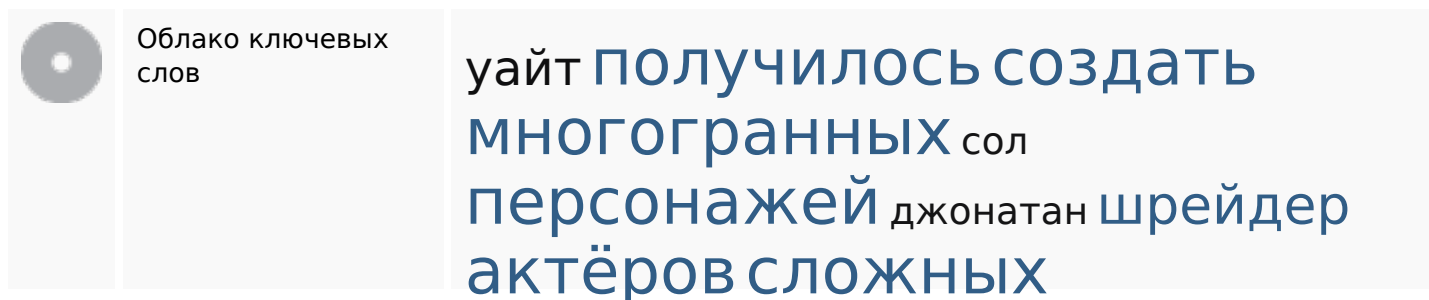 Облако ключевых
слов
уайт получилось создать
многогранных сол
персонажей джонатан шрейдер
актёров сложных